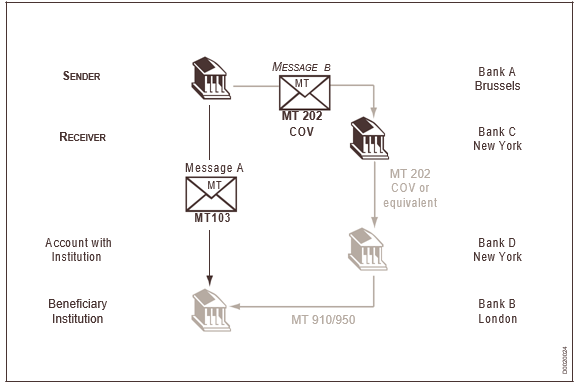 MESSAGE B
SENDER
MT
Bank A
Brussels
MT 202
COV
RECEIVER
Bank C
New York
Message A
MT
MT103
MT 202
COV or
equivalent
Account with
Institution
Bank D
New York
Beneficiary
Institution
MT 910/950
Bank B
London
D0020024